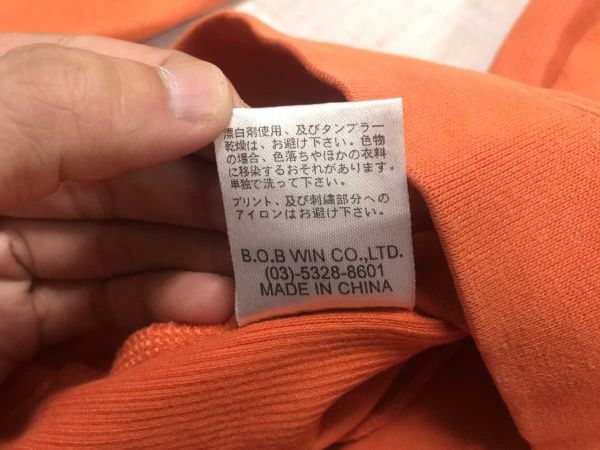 漂白剤使用、及びタンブラー
乾燥は、お避け下さい。色物
の場合、色落ちやほかの衣料
に移染するおそれがあります。
単独で洗って下さい。
プリント、及び刺繍部分への
アイロンはお避け下さい。
B.O.B WIN CO.,LTD.
(03)-5328-8601
MADE IN CHINA